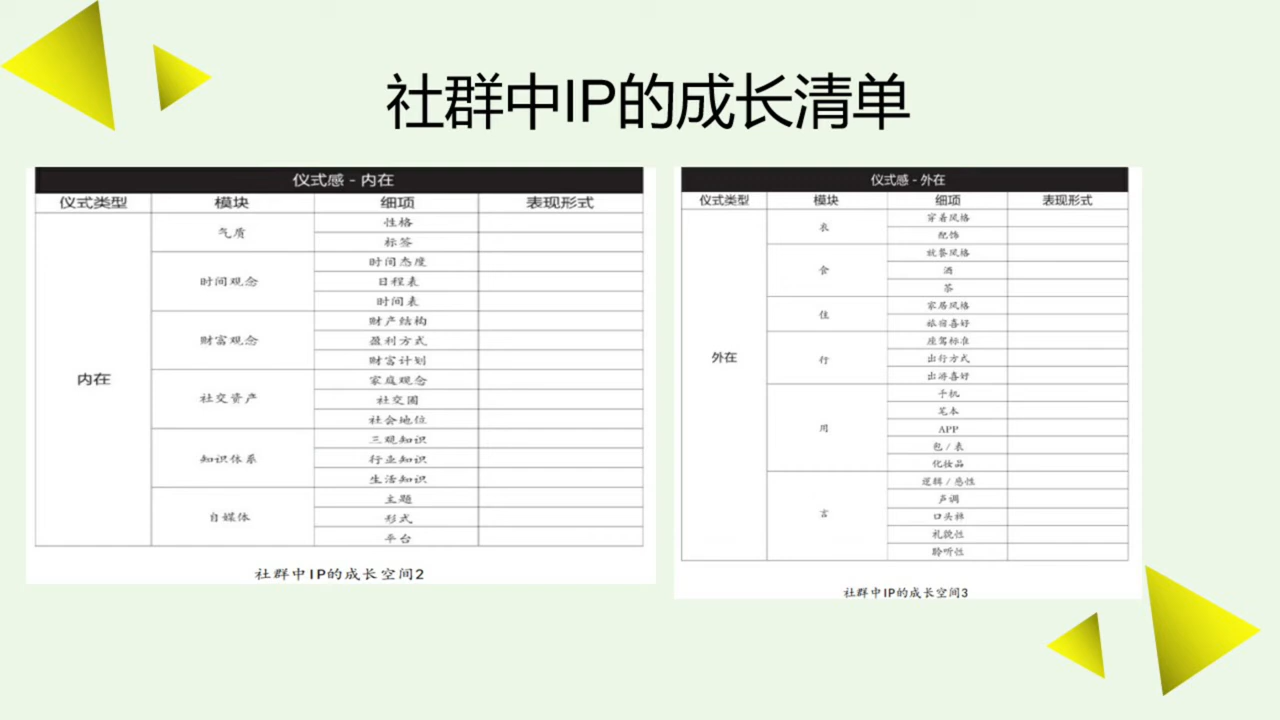 社群中IP的成长清单
仪式感 - 内在
仪式类型 模块 细项 表现形式
内在
气质
性格
标签
时间观念
时间态度
日程表
时间表
财富观念
财产结构
盈利方式
财富计划
社交资产
家庭观念
社交圈
社会地位
知识体系
三观知识
行业知识
生活知识
自媒体
主题
形式
平台
社群中IP的成长空间2
仪式感 - 外在
仪式类型 模块 细项 表现形式
外在
衣
穿着风格
配饰
食
就餐风格
酒
茶
住
家居风格
旅宿喜好
行
座驾标准
出行方式
出游喜好
用
手机
笔本
APP
包 / 表
化妆品
言
逻辑 / 感性
声调
口头禅
礼貌性
聆听性
社群中IP的成长空间3